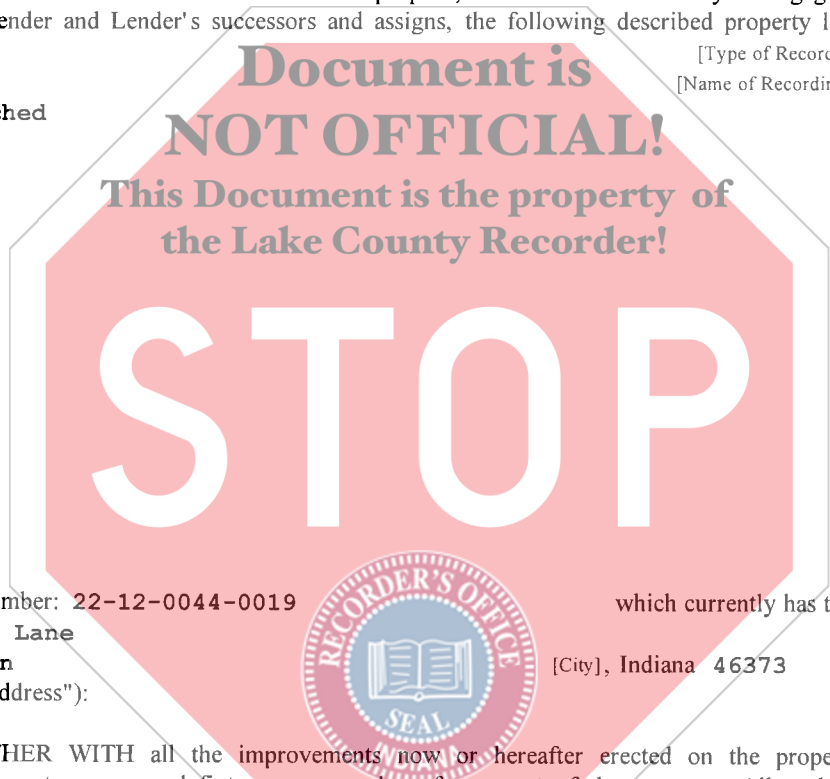 ender and Lender's successors and assigns, the following described property l
[Type of Record
[Name of Recordin
hed
Document is
NOT OFFICIAL!
This Document is the property of
the Lake County Recorder!
STOP
mber: 22-12-0044-0019 which currently has t
Lane
n [City], Indiana 46373
ddress"):
RECORDER'S OFFICE
SEAL
INDIANA
HER WITH all the improvements now or hereafter erected on the prope